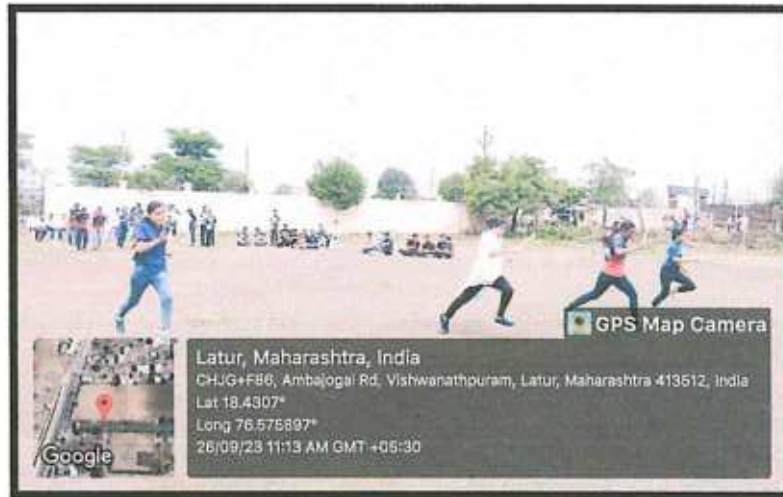 GPS Map Camera
Latur, Maharashtra, India
CHJG+F86, Ambajogai Rd, Vishwanathpuram, Latur, Maharashtra 413512, India
Lat 18.4307°
Long 76.575897°
26/09/23 11:13 AM GMT +05:30
Google